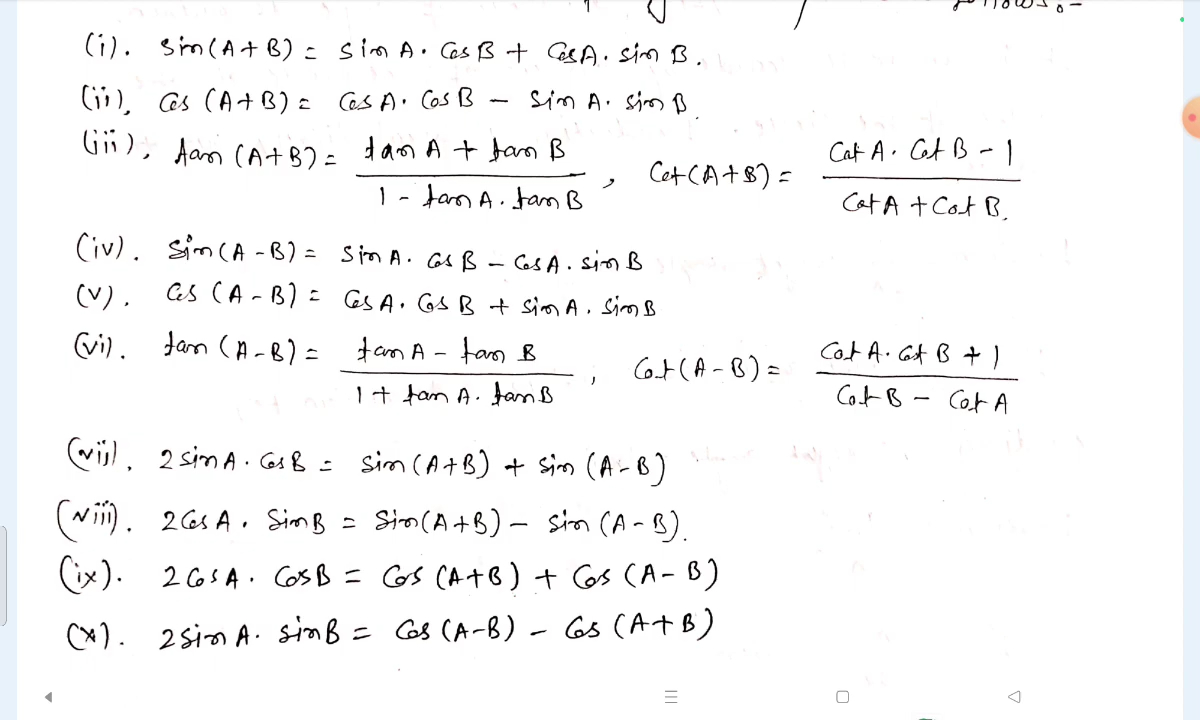 follows:-
(i). Sin(A+B) = sin A. Cos B + Cos A. sin B.
(ii), Cos (A+B) = Cos A. Cos B - Sin A. sin B
(iii), tan (A+B) = tan A + tan B / 1 - tan A. tan B , Cot (A+B) = Cot A. Cot B - 1 / Cot A + Cot B.
(iv). Sin (A-B) = Sin A. Cos B - Cos A. sin B
(v). Cos (A-B) = Cos A. Cos B + sin A. Sin B
(vi). tan (A-B) = tan A - tan B / 1 + tan A. tan B , Cot (A-B) = Cot A. Cot B + 1 / Cot B - Cot A
(vii). 2 sin A. Cos B = sin (A+B) + sin (A-B)
(viii). 2 Cos A. Sin B = Sin (A+B) - sin (A-B).
(ix). 2 Cos A. Cos B = Cos (A+B) + Cos (A-B)
(x). 2 Sin A. sin B = Cos (A-B) - Cos (A+B)